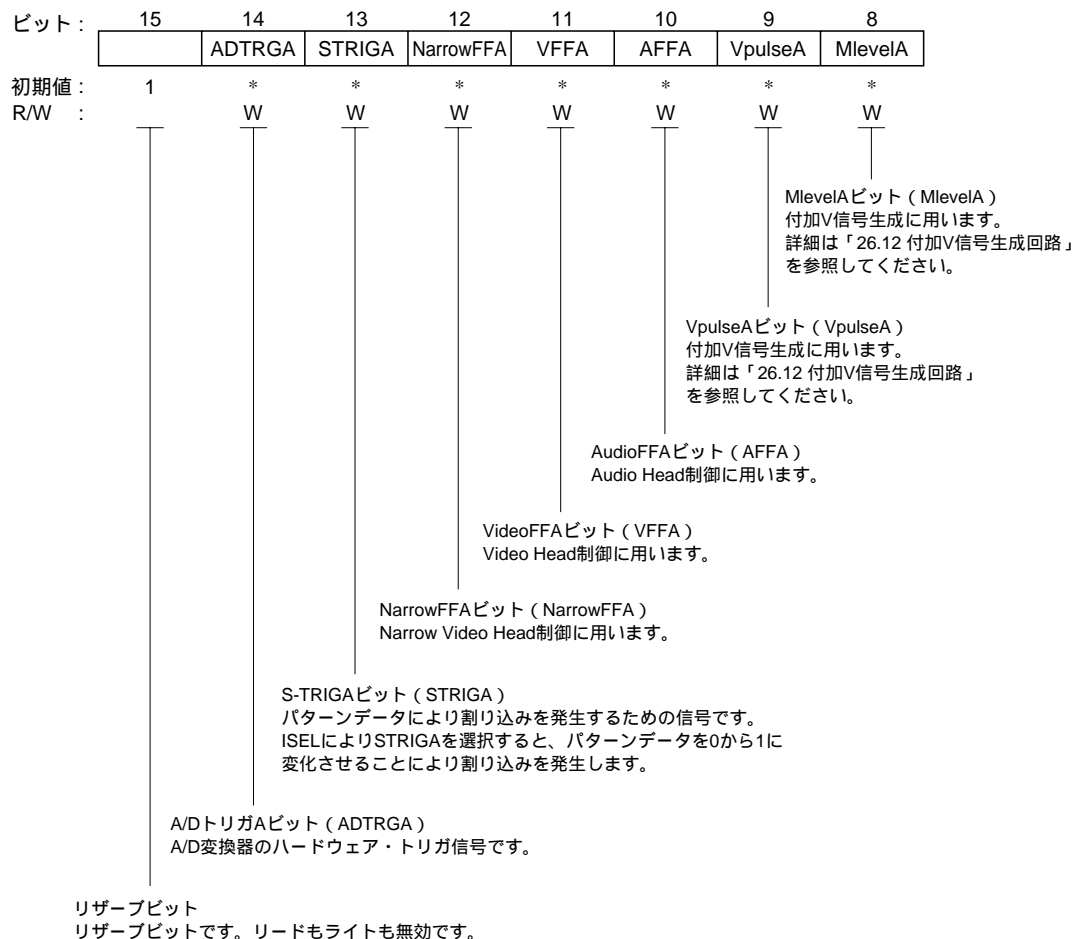 ビット： 15 14 13 12 11 10 9 8
ADTRGA STRIGA NarrowFFA VFFA AFFA VpulseA MlevelA
初期値： 1 * * * * * * *
R/W ： W W W W W W W
MlevelAビット（MlevelA）
付加V信号生成に用います。
詳細は「26.12 付加V信号生成回路」
を参照してください。
VpulseAビット（VpulseA）
付加V信号生成に用います。
詳細は「26.12 付加V信号生成回路」
を参照してください。
AudioFFAビット（AFFA）
Audio Head制御に用います。
VideoFFAビット（VFFA）
Video Head制御に用います。
NarrowFFAビット（NarrowFFA）
Narrow Video Head制御に用います。
S-TRIGAビット（STRIGA）
パターンデータにより割り込みを発生するための信号です。
ISELによりSTRIGAを選択すると、パターンデータを0から1に
変化させることにより割り込みを発生します。
A/DトリガAビット（ADTRGA）
A/D変換器のハードウェア・トリガ信号です。
リザーブビット
リザーブビットです。リードもライトも無効です。